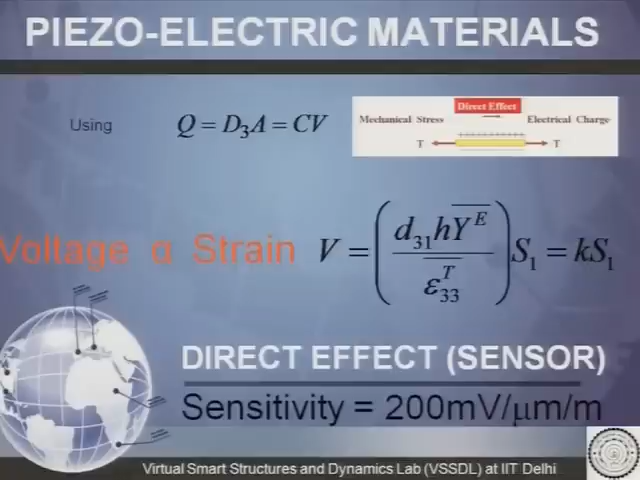 PIEZO-ELECTRIC MATERIALS
Using Q = D₃A = CV
Direct Effect
Mechanical Stress Electrical Charge
T T
Voltage α Strain V = (d₃₁hY̅ᴱ / ε̅₃₃ᵀ) S₁ = kS₁
DIRECT EFFECT (SENSOR)
Sensitivity = 200mV/μm/m
Virtual Smart Structures and Dynamics Lab (VSSDL) at IIT Delhi